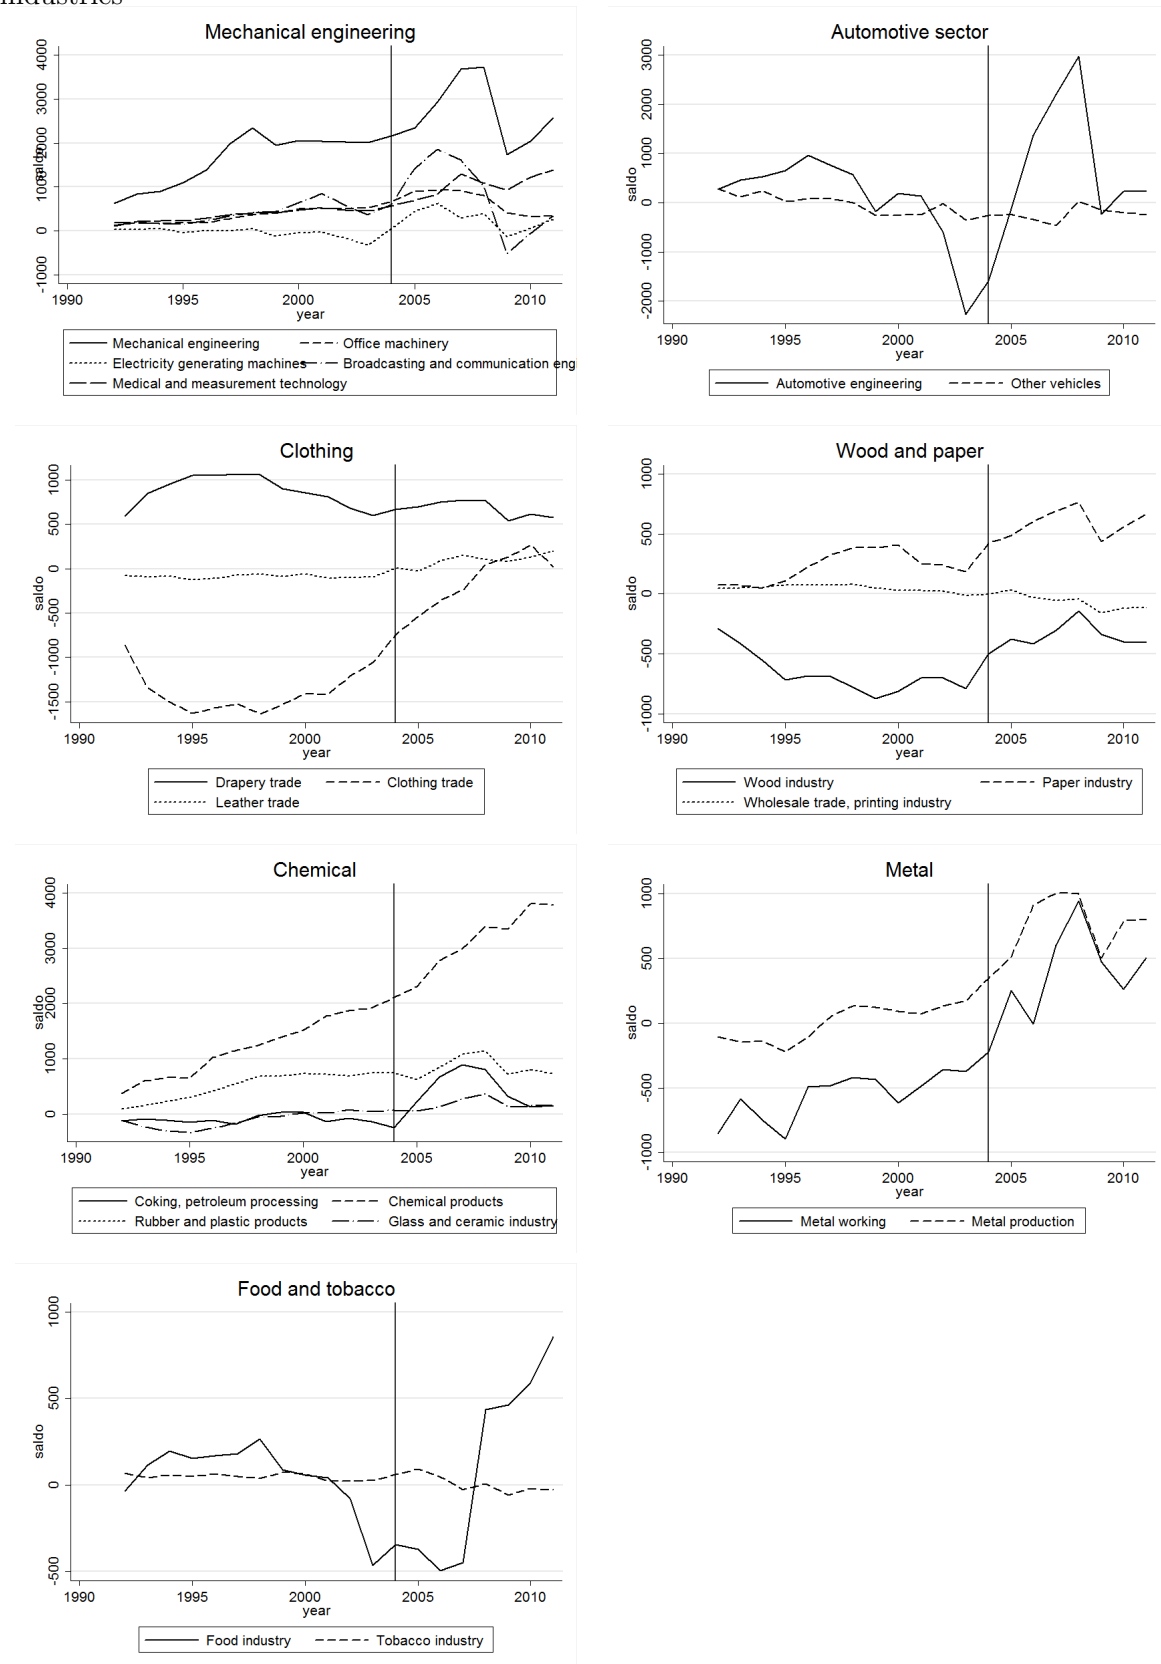 industries
Mechanical engineering
4000
3000
2000
1000
0
-1000
saldo
1990 1995 2000 2005 2010
year
Mechanical engineering Office machinery
Electricity generating machines Broadcasting and communication eng
Medical and measurement technology
Automotive sector
3000
2000
1000
0
-1000
-2000
saldo
1990 1995 2000 2005 2010
year
Automotive engineering Other vehicles
Clothing
1000
500
0
-500
-1000
-1500
saldo
1990 1995 2000 2005 2010
year
Drapery trade Clothing trade
Leather trade
Wood and paper
1000
500
0
-500
-1000
saldo
1990 1995 2000 2005 2010
year
Wood industry Paper industry
Wholesale trade, printing industry
Chemical
4000
3000
2000
1000
0
saldo
1990 1995 2000 2005 2010
year
Coking, petroleum processing Chemical products
Rubber and plastic products Glass and ceramic industry
Metal
1000
500
0
-500
-1000
saldo
1990 1995 2000 2005 2010
year
Metal working Metal production
Food and tobacco
1000
500
0
-500
saldo
1990 1995 2000 2005 2010
year
Food industry Tobacco industry